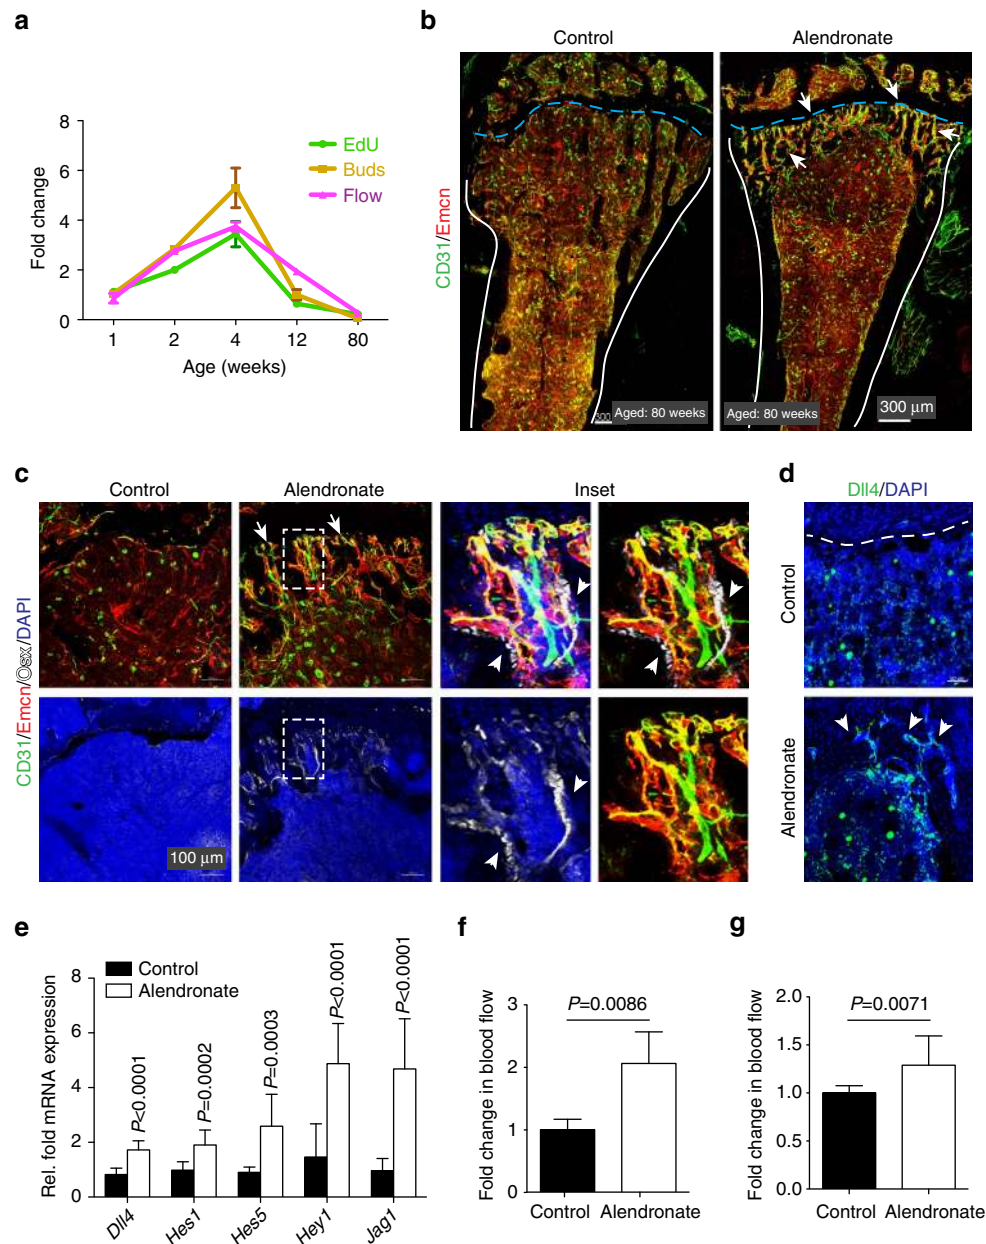 a
Fold change
8
6
4
2
0
1 2 4 12 80
Age (weeks)
EdU
Buds
Flow
b
Control
Alendronate
CD31/Emcn
300
Aged: 80 weeks
Aged: 80 weeks
300 µm
c
Control
Alendronate
Inset
CD31/Emcn/Osx/DAPI
100 µm
d
Dll4/DAPI
Control
Alendronate
e
Rel. fold mRNA expression
8
6
4
2
0
Control
Alendronate
P<0.0001
P=0.0002
P=0.0003
P<0.0001
P<0.0001
Dll4
Hes1
Hes5
Hey1
Jag1
f
Fold change in blood flow
3
2
1
0
P=0.0086
Control Alendronate
g
Fold change in blood flow
2.0
1.5
1.0
0.5
0.0
P=0.0071
Control Alendronate